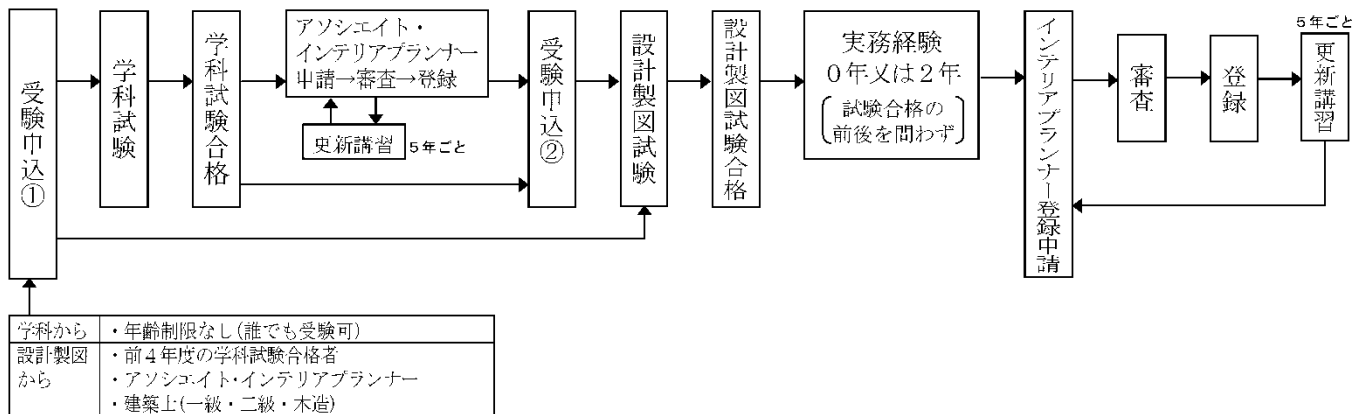 受験申込①
学科試験
学科試験合格
アソシエイト・
インテリアプランナー
申請→審査→登録
更新講習
5年ごと
受験申込②
設計製図試験
設計製図試験合格
実務経験
0年又は2年
試験合格の
前後を問わず
インテリアプランナー登録申請
審査
登録
5年ごと
更新講習
学科から ・年齢制限なし(誰でも受験可)
設計製図 ・前4年度の学科試験合格者
から ・アソシエイト・インテリアプランナー
・建築士(一級・二級・木造)